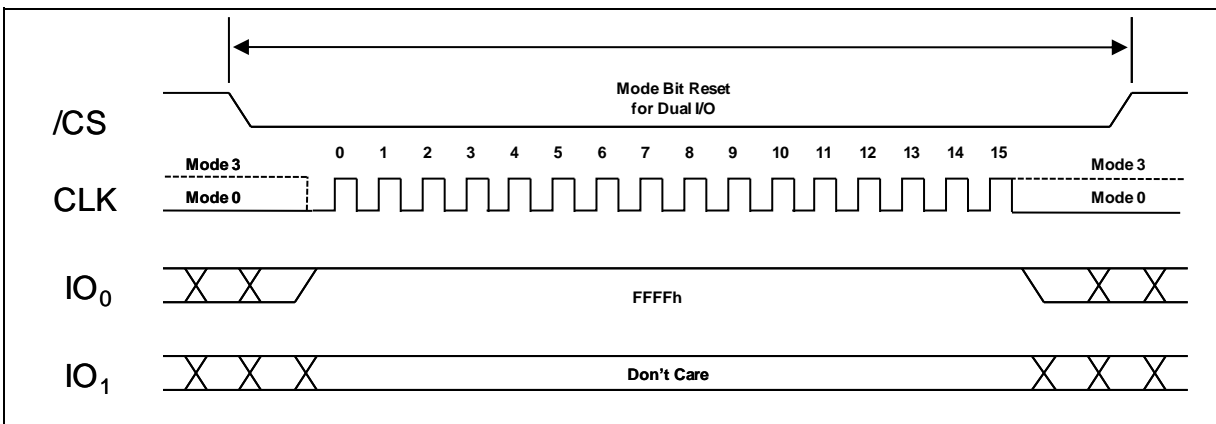 Mode Bit Reset
for Dual I/O
/CS
0 1 2 3 4 5 6 7 8 9 10 11 12 13 14 15
Mode 3 Mode 3
CLK
Mode 0 Mode 0
IO0
FFFFh
IO1
Don't Care